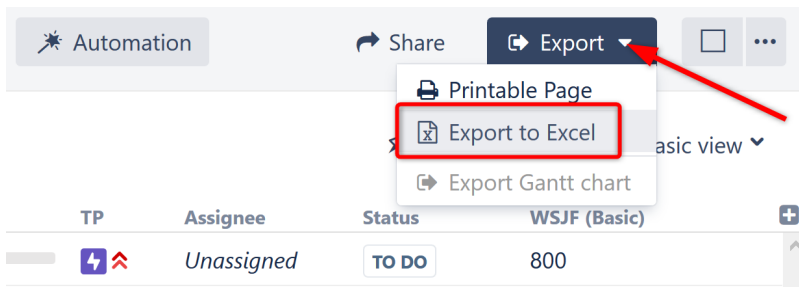 Automation Share Export
Printable Page
Export to Excel
asic view
Export Gantt chart
TP Assignee Status WSJF (Basic)
Unassigned TO DO 800